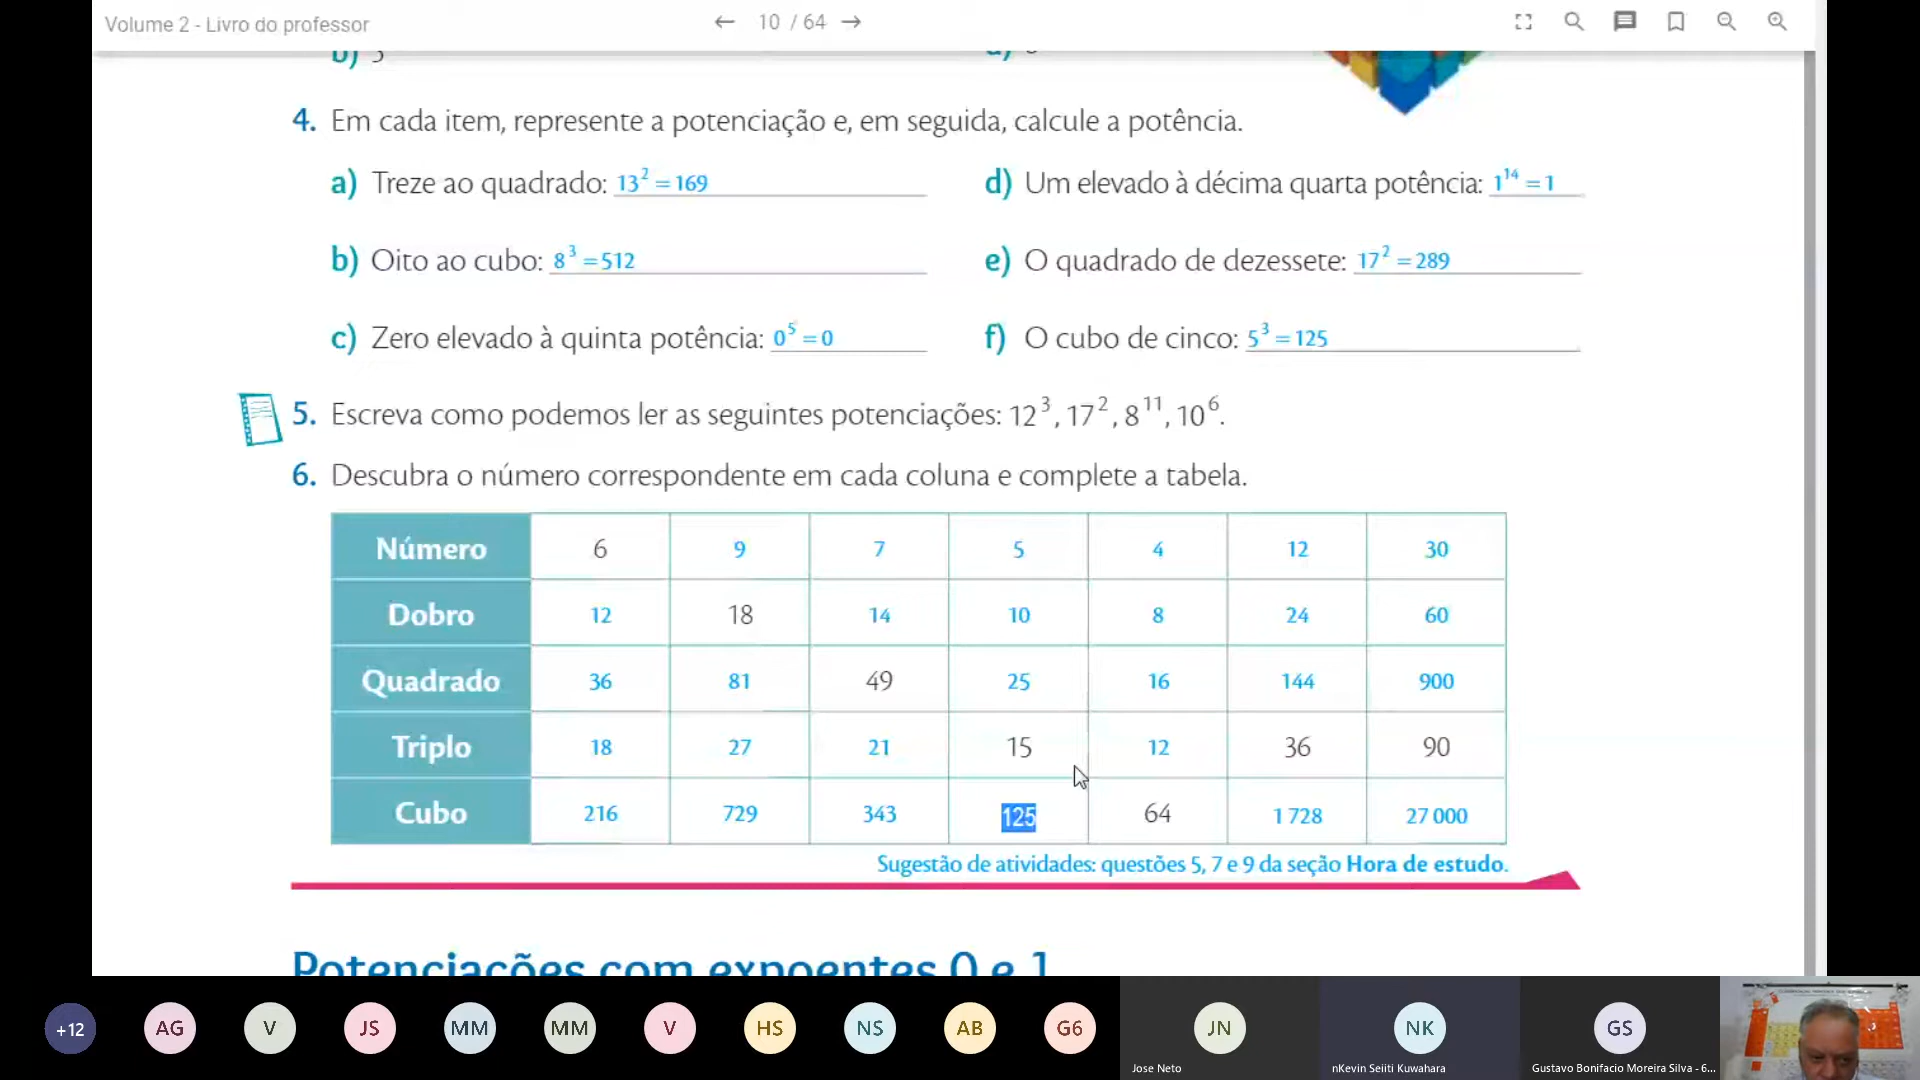 Volume 2 - Livro do professor
10 / 64
b) 3
4. Em cada item, represente a potenciação e, em seguida, calcule a potência.
a) Treze ao quadrado: 13² = 169
d) Um elevado à décima quarta potência: 1¹⁴ = 1
b) Oito ao cubo: 8³ = 512
e) O quadrado de dezessete: 17² = 289
c) Zero elevado à quinta potência: 0⁵ = 0
f) O cubo de cinco: 5³ = 125
5. Escreva como podemos ler as seguintes potenciações: 12³, 17², 8¹¹, 10⁶.
6. Descubra o número correspondente em cada coluna e complete a tabela.
Número 6 9 7 5 4 12 30
Dobro 12 18 14 10 8 24 60
Quadrado 36 81 49 25 16 144 900
Triplo 18 27 21 15 12 36 90
Cubo 216 729 343 125 64 1 728 27 000
Sugestão de atividades: questões 5, 7 e 9 da seção Hora de estudo.
Potenciações com expoentes 0 e 1
+12 AG V JS MM MM V HS NS AB G6 JN NK GS
Jose Neto
nKevin Seiiti Kuwahara
Gustavo Bonifacio Moreira Silva - 6...